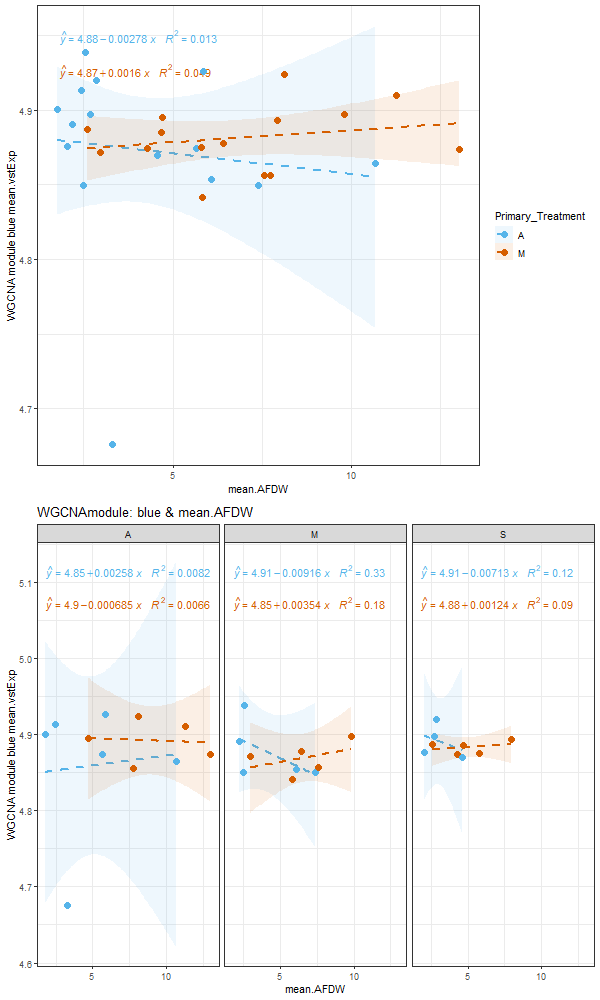 ŷ = 4.88−0.00278 x R² = 0.013
ŷ = 4.87+0.0016 x R² = 0.049
4.9
4.8
4.7
WGCNA module blue mean.vstExp
5
10
mean.AFDW
Primary_Treatment
A
M
WGCNAmodule: blue & mean.AFDW
A
M
S
ŷ = 4.85+0.00258 x R² = 0.0082
ŷ = 4.91−0.00916 x R² = 0.33
ŷ = 4.91−0.00713 x R² = 0.12
ŷ = 4.9−0.000685 x R² = 0.0066
ŷ = 4.85+0.00354 x R² = 0.18
ŷ = 4.88+0.00124 x R² = 0.09
5.1
5.0
4.9
4.8
4.7
4.6
WGCNA module blue mean.vstExp
5
10
5
10
5
10
mean.AFDW